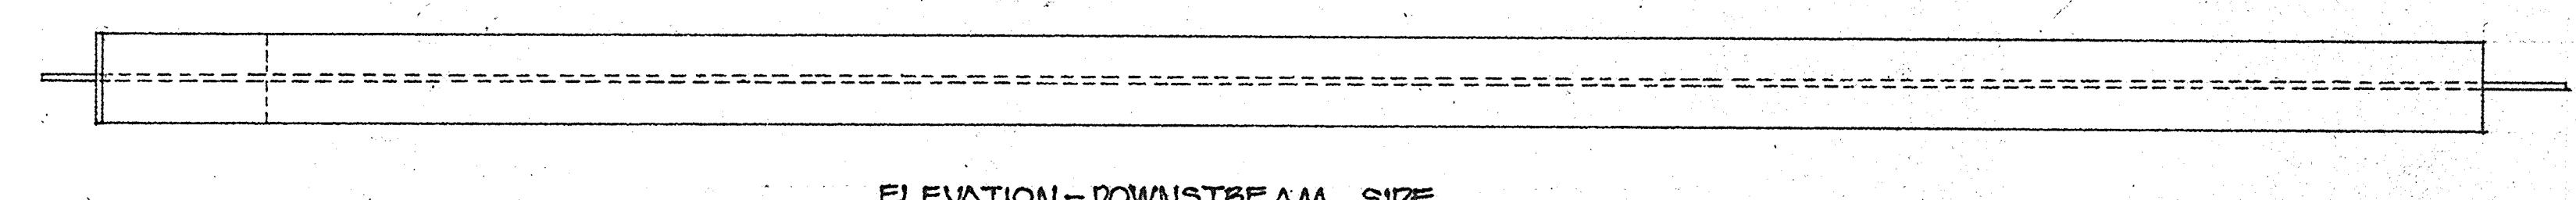 ELEVATION - DOWNSTREAM SIDE